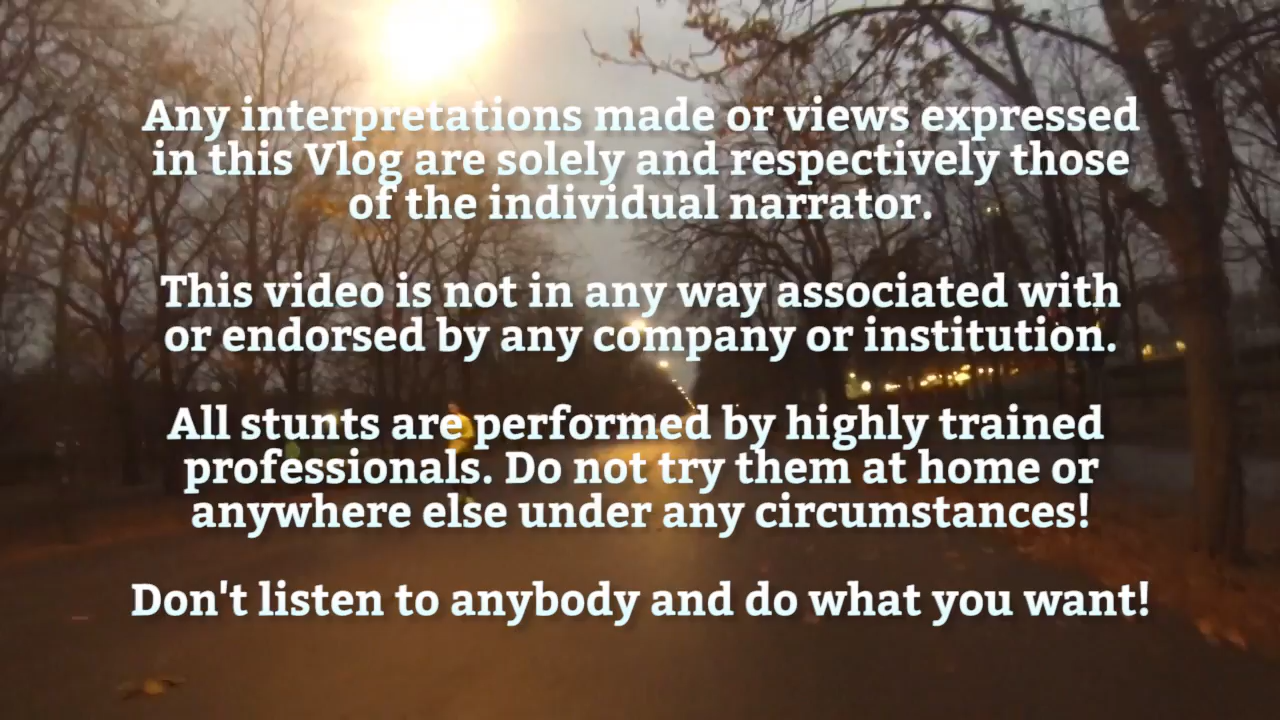 Any interpretations made or views expressed
in this Vlog are solely and respectively those
of the individual narrator.
This video is not in any way associated with
or endorsed by any company or institution.
All stunts are performed by highly trained
professionals. Do not try them at home or
anywhere else under any circumstances!
Don't listen to anybody and do what you want!